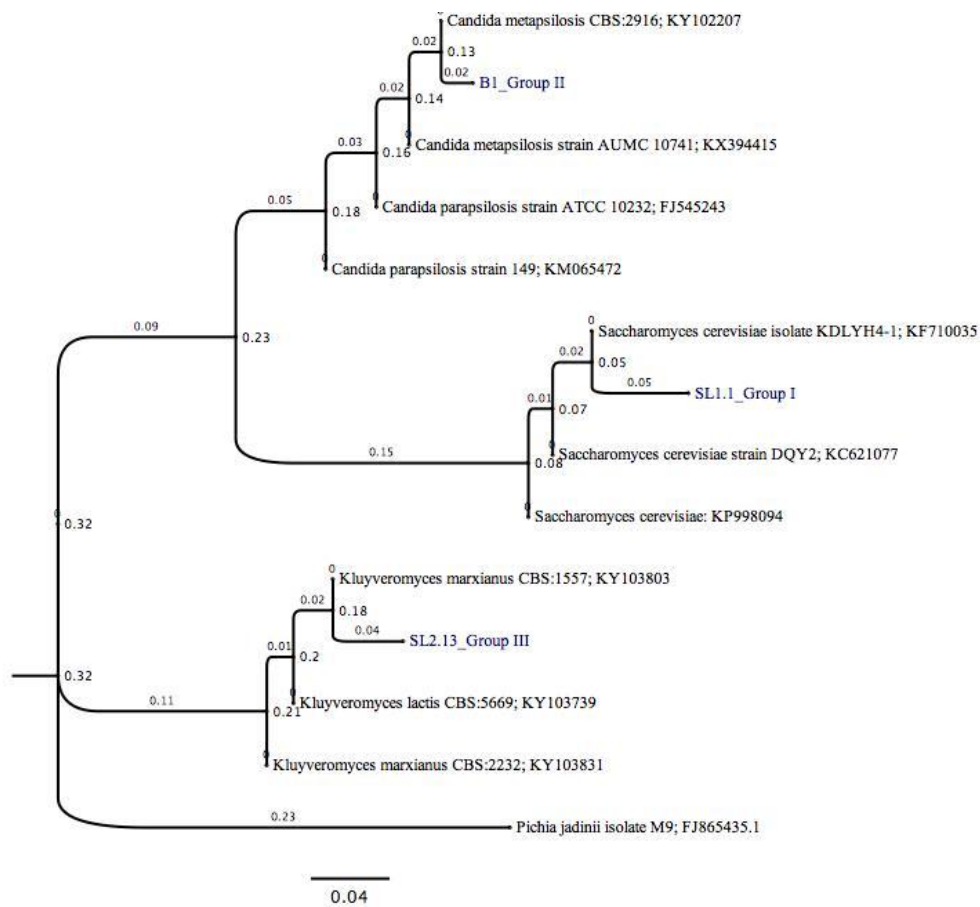 0
Candida metapsilosis CBS:2916; KY102207
0.02
0.13
0.02
B1_Group II
0.02
0.14
0
Candida metapsilosis strain AUMC 10741; KX394415
0.03
0.16
0
Candida parapsilosis strain ATCC 10232; FJ545243
0.05
0.18
0
Candida parapsilosis strain 149; KM065472
0.09
0.23
0
Saccharomyces cerevisiae isolate KDLYH4-1; KF710035
0.02
0.05
0.05
SL1.1_Group I
0.01
0.07
0
Saccharomyces cerevisiae strain DQY2; KC621077
0.15
0.08
0
Saccharomyces cerevisiae: KP998094
0
0.32
0
Kluyveromyces marxianus CBS:1557; KY103803
0.02
0.18
0.04
SL2.13_Group III
0.01
0.2
0
Kluyveromyces lactis CBS:5669; KY103739
0.32
0.11
0.21
0
Kluyveromyces marxianus CBS:2232; KY103831
0.23
Pichia jadinii isolate M9; FJ865435.1
0.04